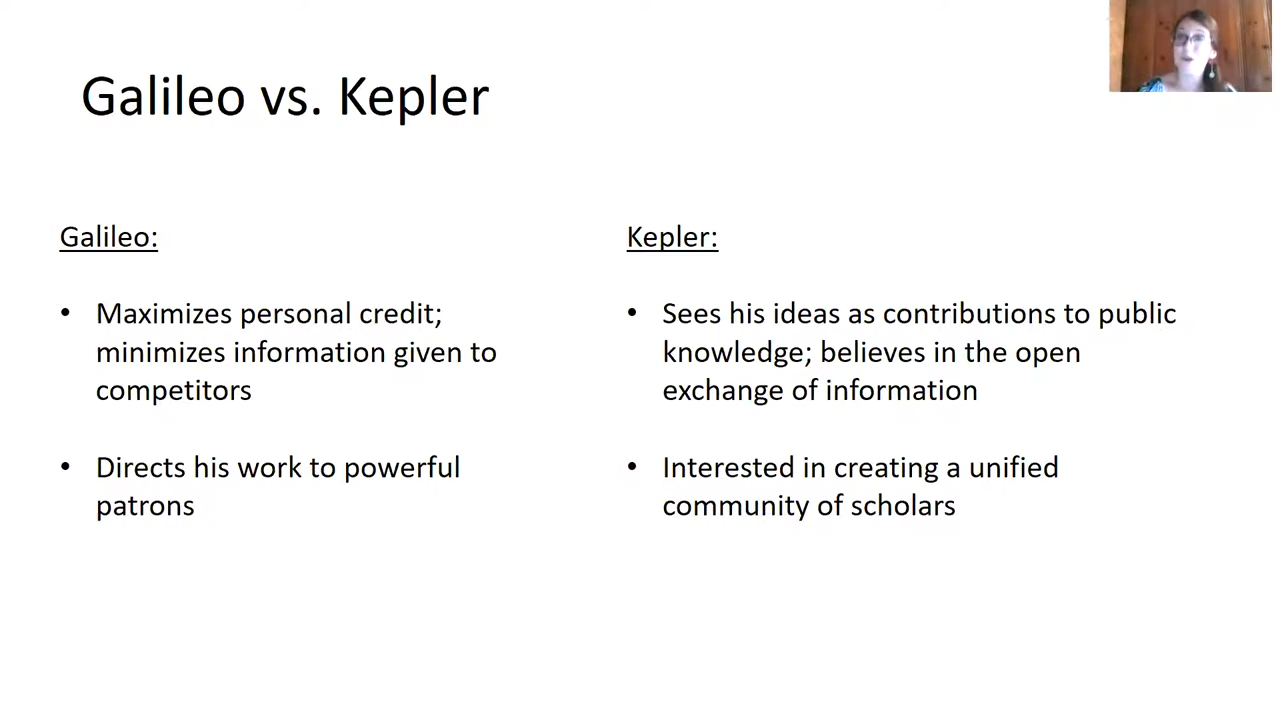 Galileo vs. Kepler
Galileo:
• Maximizes personal credit;
minimizes information given to
competitors
• Directs his work to powerful
patrons
Kepler:
• Sees his ideas as contributions to public
knowledge; believes in the open
exchange of information
• Interested in creating a unified
community of scholars